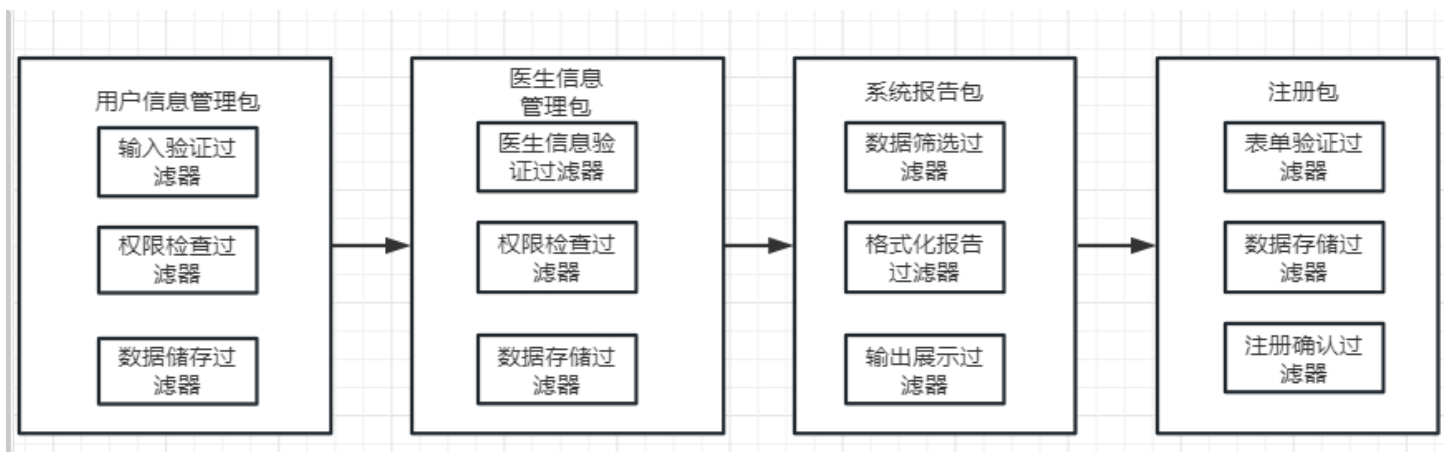 用户信息管理包
输入验证过
滤器
权限检查过
滤器
数据储存过
滤器
医生信息
管理包
医生信息验
证过滤器
权限检查过
滤器
数据存储过
滤器
系统报告包
数据筛选过
滤器
格式化报告
过滤器
输出展示过
滤器
注册包
表单验证过
滤器
数据存储过
滤器
注册确认过
滤器